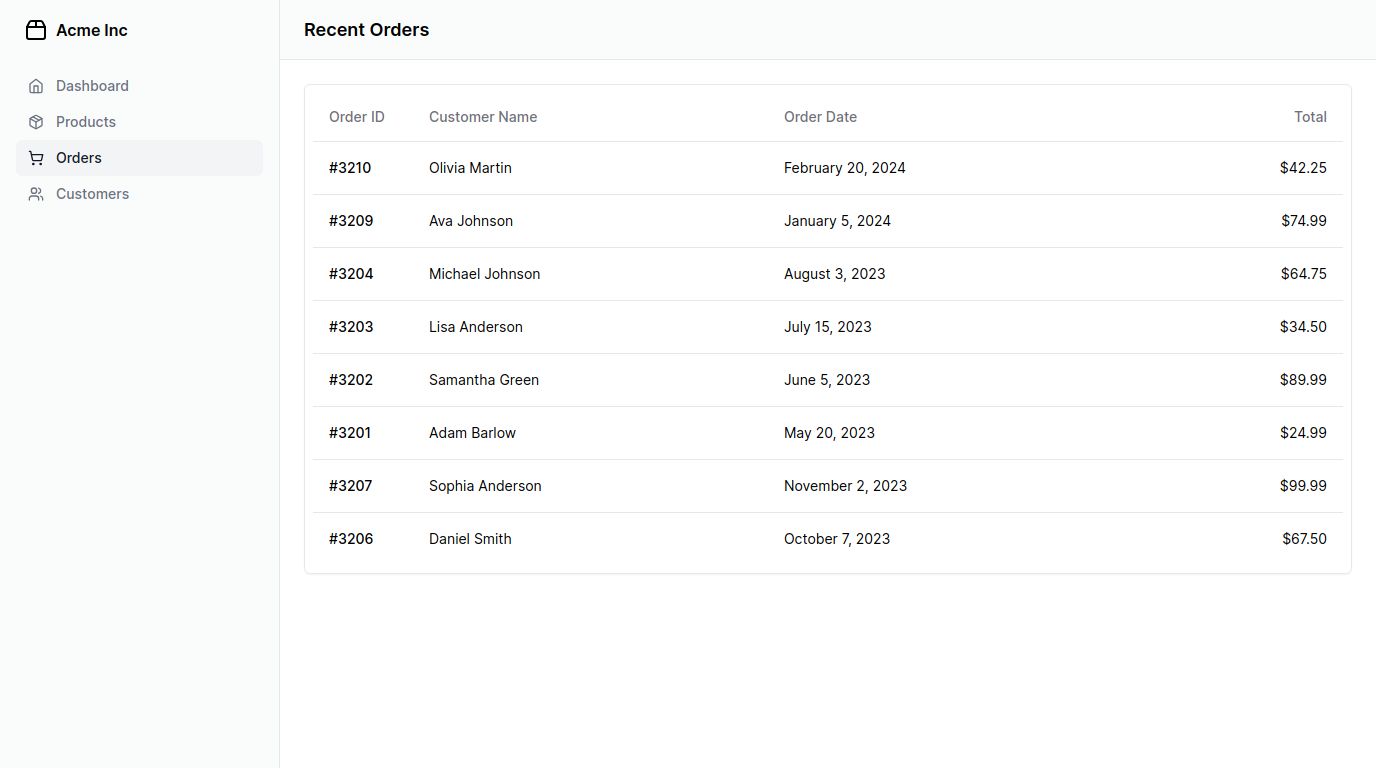 Acme Inc
Dashboard
Products
Orders
Customers
Recent Orders
Order ID Customer Name Order Date Total
#3210 Olivia Martin February 20, 2024 $42.25
#3209 Ava Johnson January 5, 2024 $74.99
#3204 Michael Johnson August 3, 2023 $64.75
#3203 Lisa Anderson July 15, 2023 $34.50
#3202 Samantha Green June 5, 2023 $89.99
#3201 Adam Barlow May 20, 2023 $24.99
#3207 Sophia Anderson November 2, 2023 $99.99
#3206 Daniel Smith October 7, 2023 $67.50